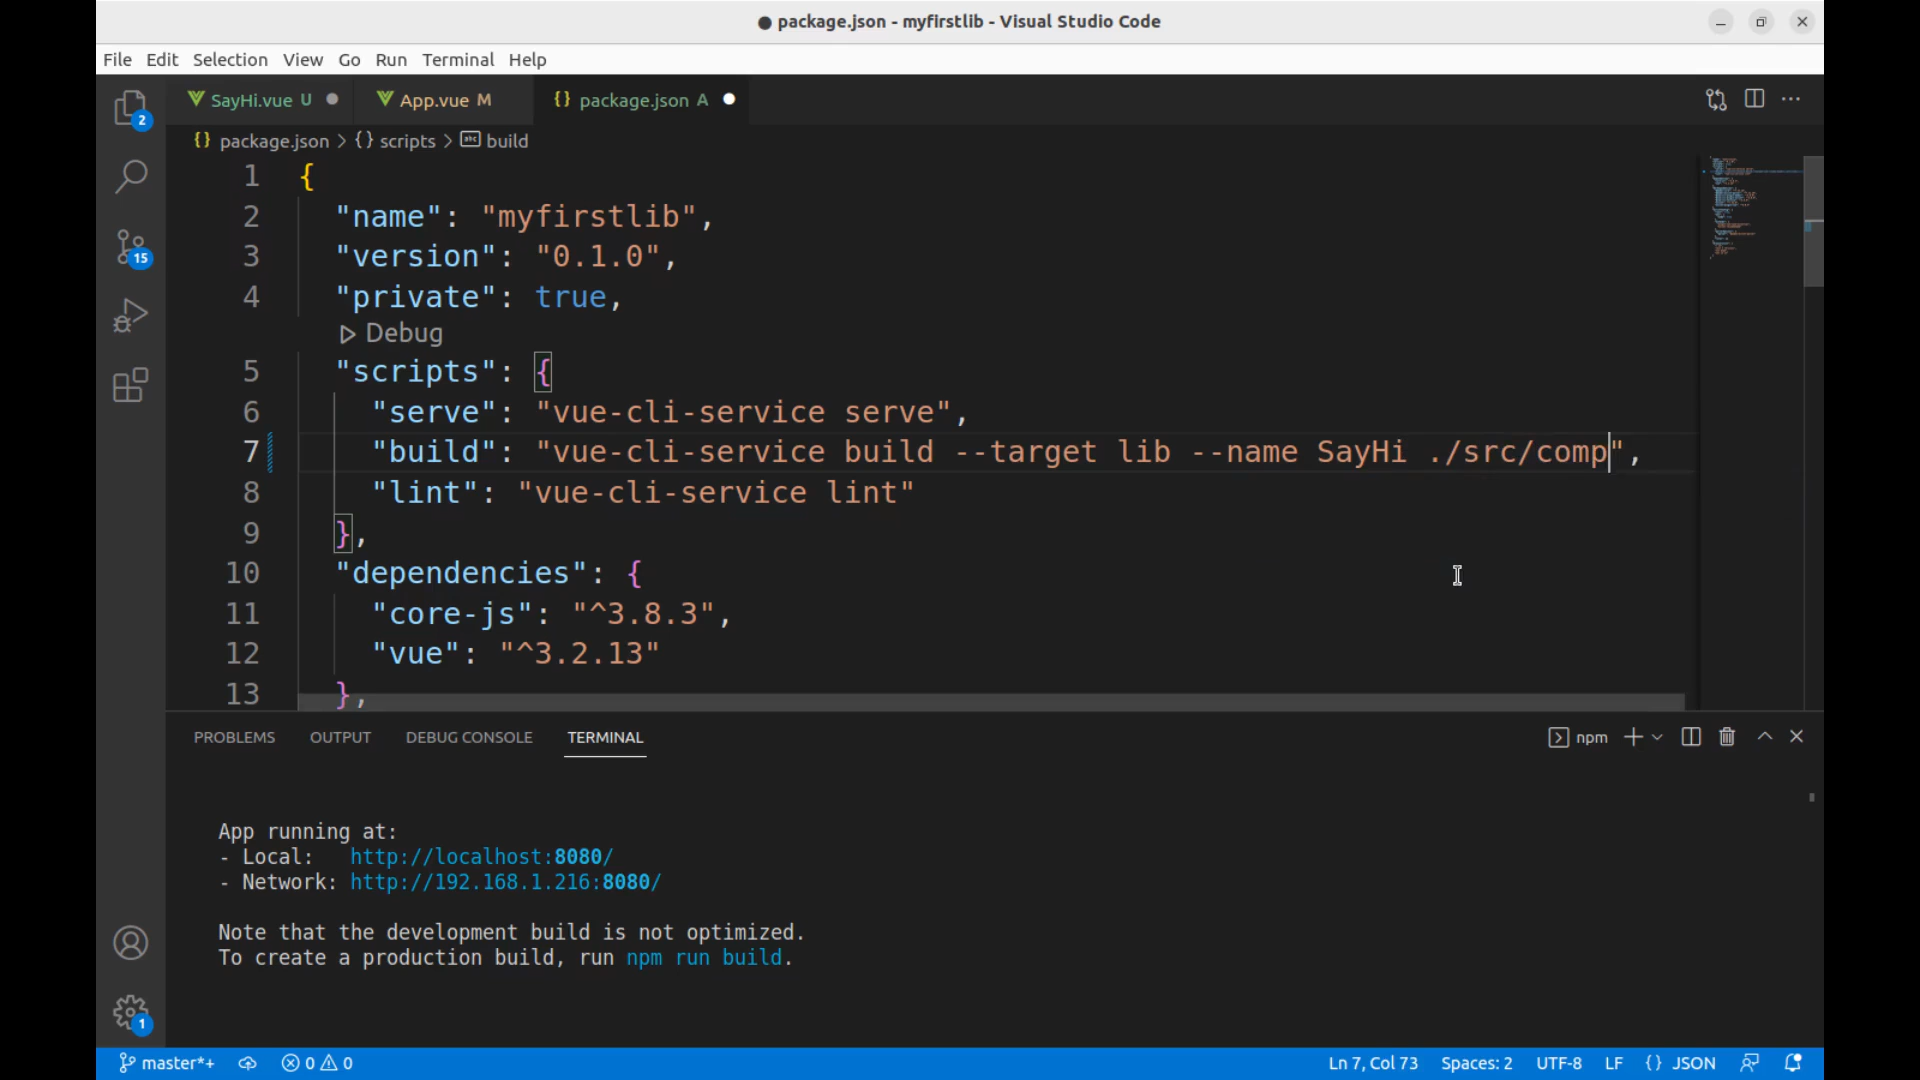 ● package.json - myfirstlib - Visual Studio Code
File Edit Selection View Go Run Terminal Help
SayHi.vue U App.vue M {} package.json A
{} package.json > {} scripts > abc build
1 {
2 "name": "myfirstlib",
3 "version": "0.1.0",
4 "private": true,
Debug
5 "scripts": {
6 "serve": "vue-cli-service serve",
7 "build": "vue-cli-service build --target lib --name SayHi ./src/comp",
8 "lint": "vue-cli-service lint"
9 },
10 "dependencies": {
11 "core-js": "^3.8.3",
12 "vue": "^3.2.13"
13 },
2
15
PROBLEMS OUTPUT DEBUG CONSOLE TERMINAL npm
App running at:
- Local: http://localhost:8080/
- Network: http://192.168.1.216:8080/
Note that the development build is not optimized.
To create a production build, run npm run build.
1
master*+ 0 0 Ln 7, Col 73 Spaces: 2 UTF-8 LF {} JSON